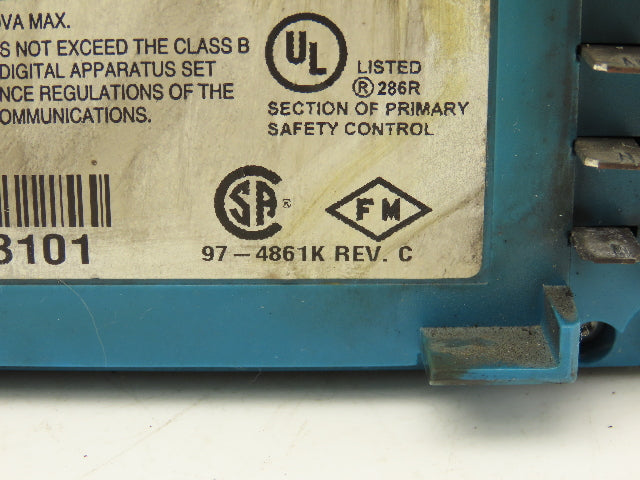 VA MAX.
S NOT EXCEED THE CLASS B
DIGITAL APPARATUS SET
NCE REGULATIONS OF THE
OMMUNICATIONS.
UL
LISTED
® 286R
SECTION OF PRIMARY
SAFETY CONTROL
SA ®
FM
3101
97-4861K REV. C